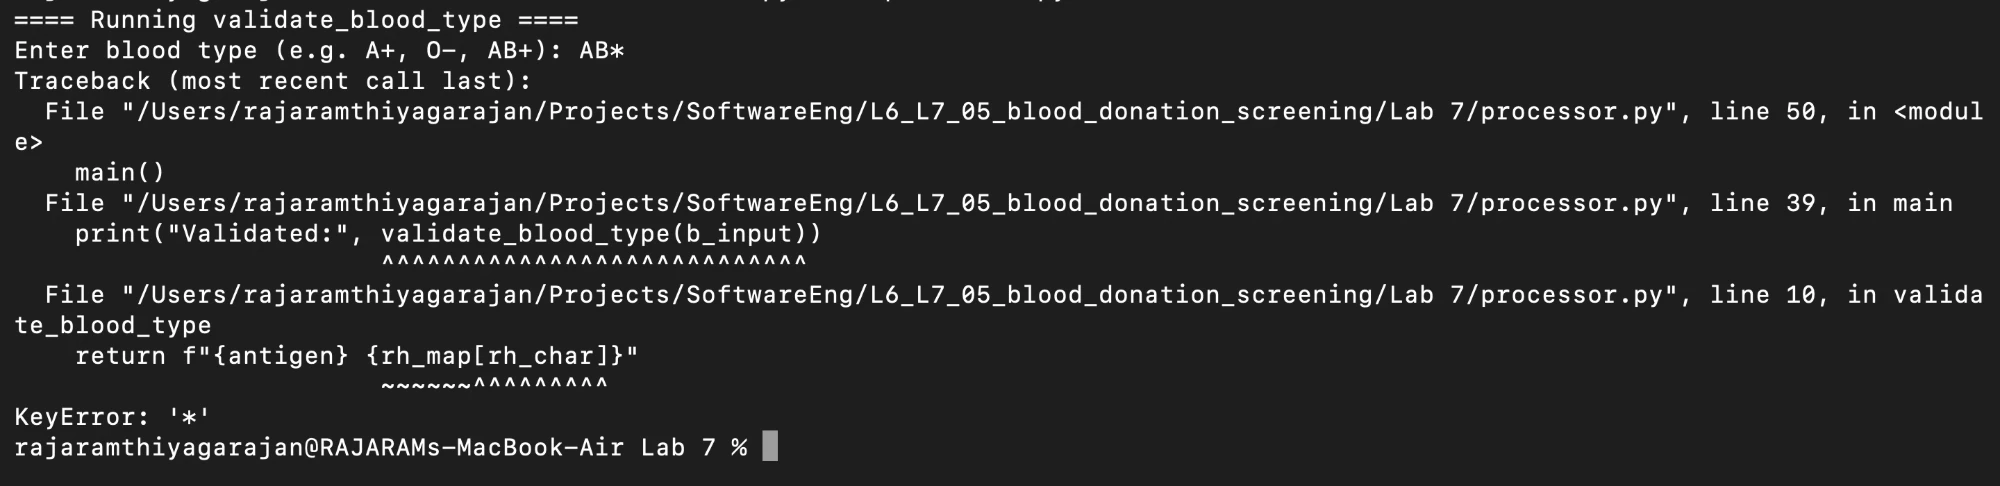 ==== Running validate_blood_type ====
Enter blood type (e.g. A+, O-, AB+): AB*
Traceback (most recent call last):
  File "/Users/rajaramthiyagarajan/Projects/SoftwareEng/L6_L7_05_blood_donation_screening/Lab 7/processor.py", line 50, in <modul
e>
    main()
  File "/Users/rajaramthiyagarajan/Projects/SoftwareEng/L6_L7_05_blood_donation_screening/Lab 7/processor.py", line 39, in main
    print("Validated:", validate_blood_type(b_input))
                        ^^^^^^^^^^^^^^^^^^^^^^^^^^^^
  File "/Users/rajaramthiyagarajan/Projects/SoftwareEng/L6_L7_05_blood_donation_screening/Lab 7/processor.py", line 10, in valida
te_blood_type
    return f"{antigen} {rh_map[rh_char]}"
                        ~~~~~~^^^^^^^^^
KeyError: '*'
rajaramthiyagarajan@RAJARAMs-MacBook-Air Lab 7 %